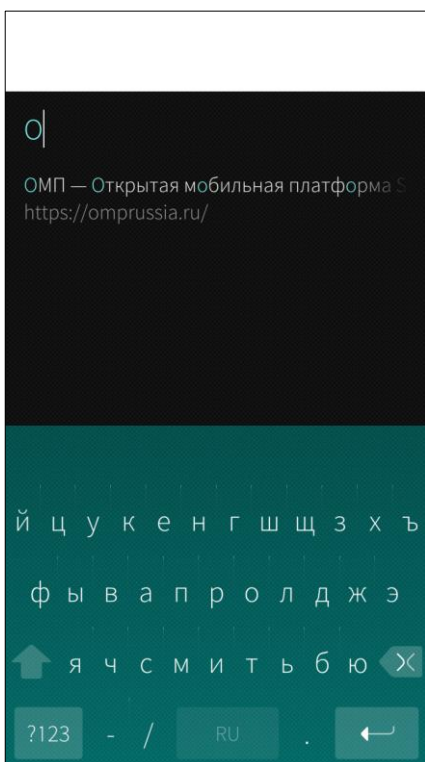 О
ОМП — Открытая мобильная платформа S
https://omprussia.ru/
й ц у к е н г ш щ з х ъ
ф ы в а п р о л д ж э
я ч с м и т ь б ю
?123 - / RU .